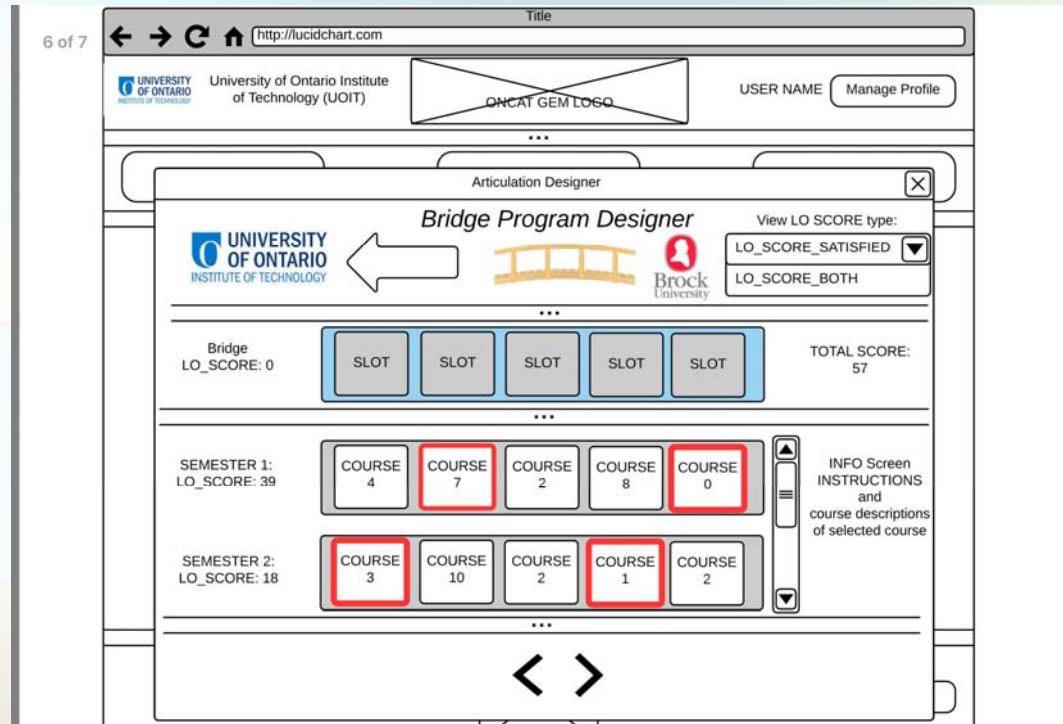 Title
6 of 7
http://lucidchart.com
UNIVERSITY
OF ONTARIO
INSTITUTE OF TECHNOLOGY
University of Ontario Institute
of Technology (UOIT)
ONCAT GEM LOGO
USER NAME
Manage Profile
...
Articulation Designer
Bridge Program Designer
View LO SCORE type:
UNIVERSITY
OF ONTARIO
INSTITUTE OF TECHNOLOGY
Brock
University
LO_SCORE_SATISFIED
LO_SCORE_BOTH
...
Bridge
LO_SCORE: 0
SLOT
SLOT
SLOT
SLOT
SLOT
TOTAL SCORE:
57
...
SEMESTER 1:
LO_SCORE: 39
COURSE
4
COURSE
7
COURSE
2
COURSE
8
COURSE
0
INFO Screen
INSTRUCTIONS
and
course descriptions
of selected course
SEMESTER 2:
LO_SCORE: 18
COURSE
3
COURSE
10
COURSE
2
COURSE
1
COURSE
2
...